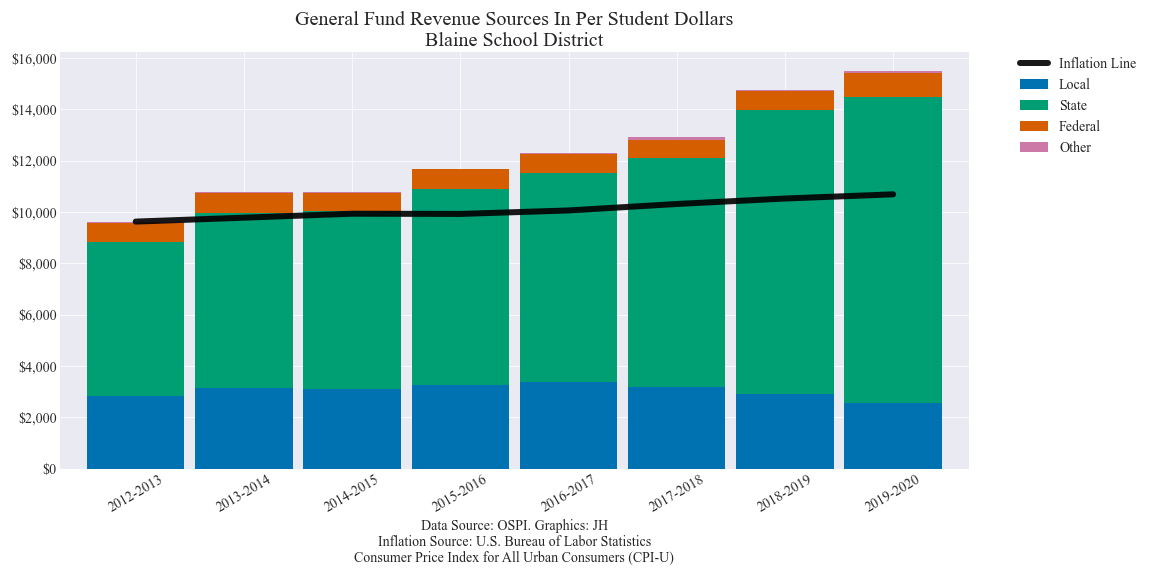 General Fund Revenue Sources In Per Student Dollars
Blaine School District
$16,000
$14,000
$12,000
$10,000
$8,000
$6,000
$4,000
$2,000
$0
2012-2013
2013-2014
2014-2015
2015-2016
2016-2017
2017-2018
2018-2019
2019-2020
Inflation Line
Local
State
Federal
Other
Data Source: OSPI. Graphics: JH
Inflation Source: U.S. Bureau of Labor Statistics
Consumer Price Index for All Urban Consumers (CPI-U)